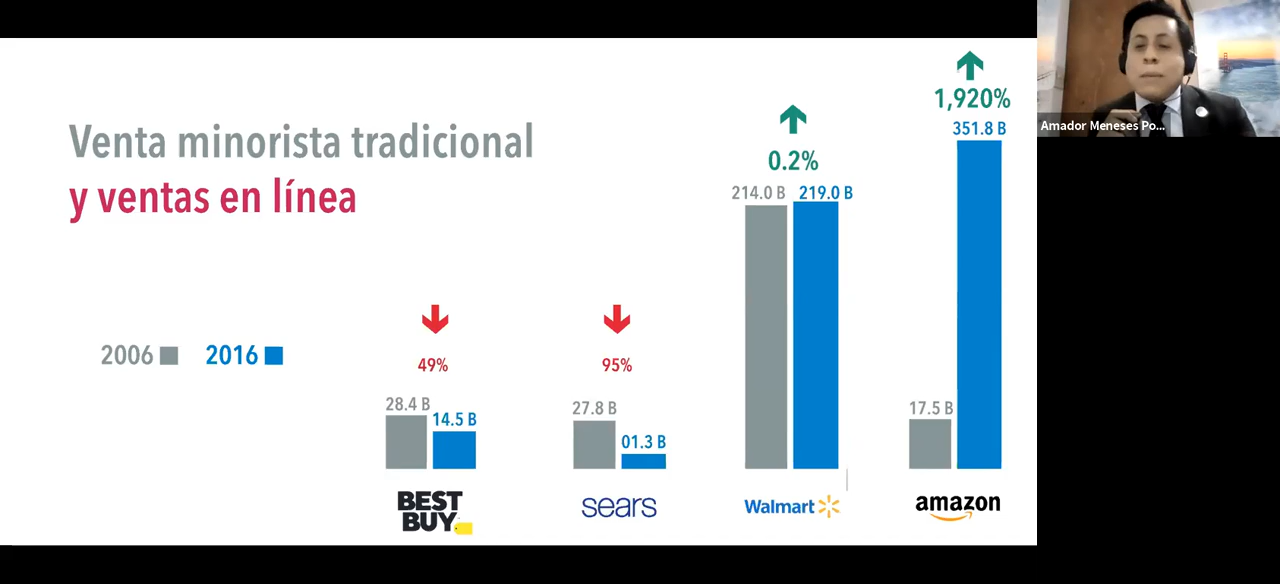 Venta minorista tradicional
y ventas en línea
2006 2016
49%
28.4 B 14.5 B
BEST
BUY
95%
27.8 B 01.3 B
sears
0.2%
214.0 B 219.0 B
Walmart
1,920%
351.8 B
17.5 B
amazon
Amador Meneses Po...